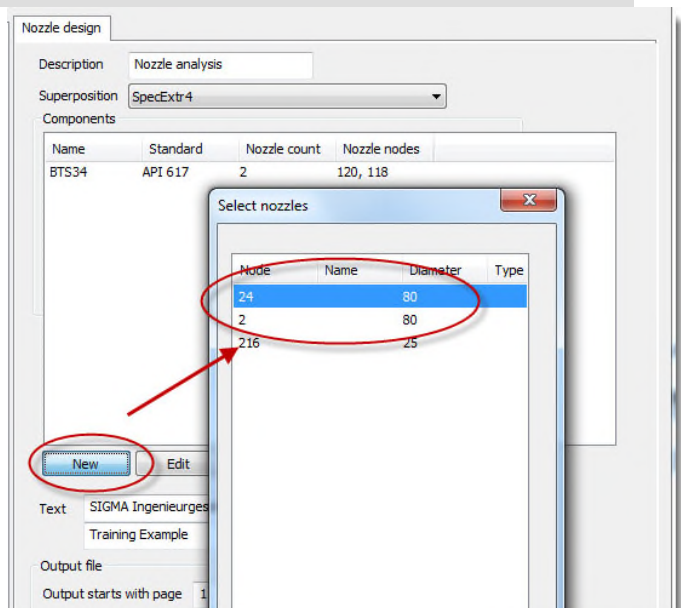 Nozzle design
Description Nozzle analysis
Superposition SpecExtr4
Components
Name Standard Nozzle count Nozzle nodes
BTS34 API 617 2 120, 118
Select nozzles
Node Name Diameter Type
24 80
2 80
216 25
New Edit
Text SIGMA Ingenieurges
Training Example
Output file
Output starts with page 1